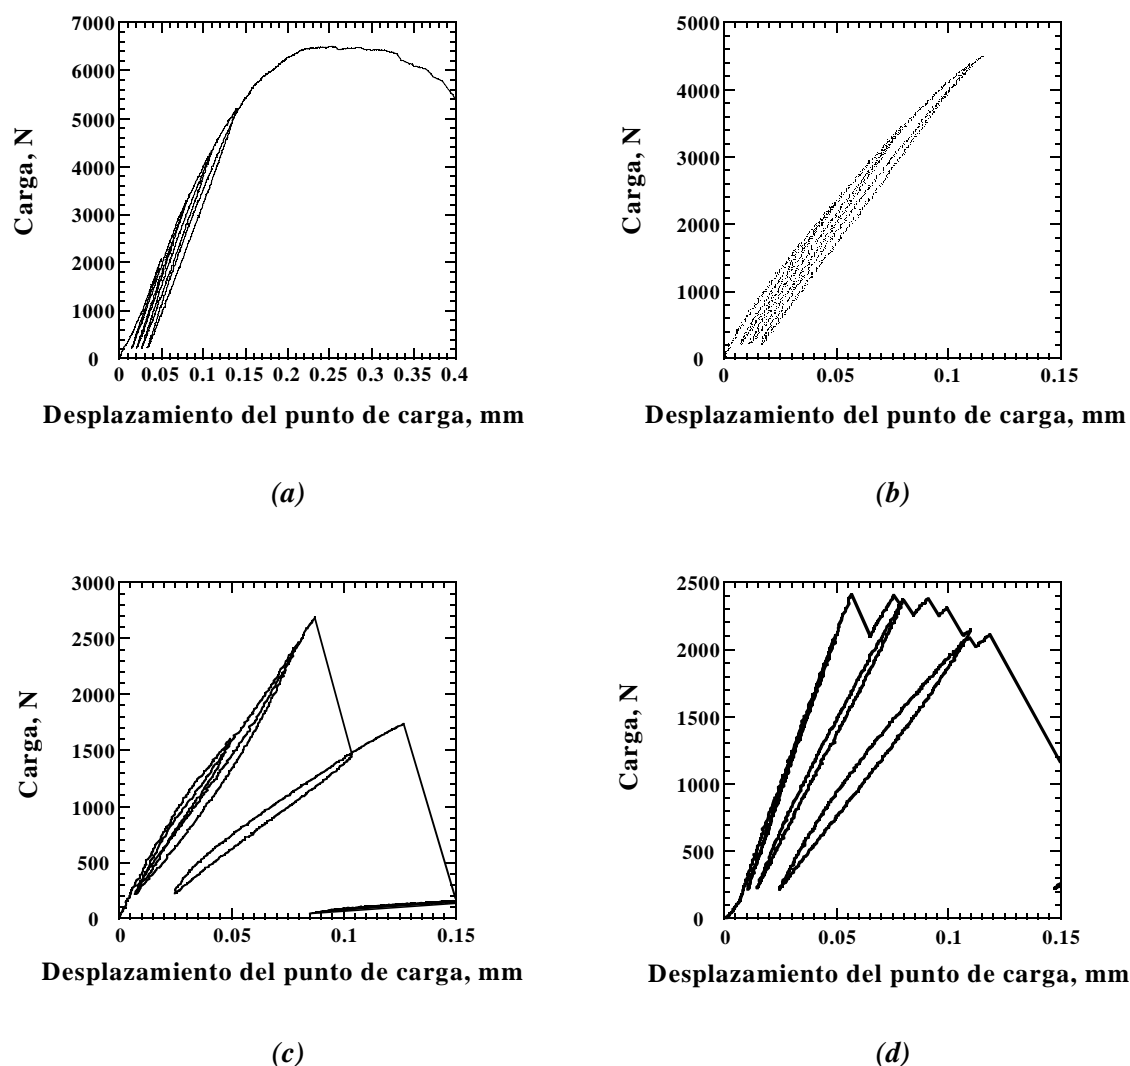 7000
6000
5000
4000
3000
2000
1000
0
Carga, N
0 0.05 0.1 0.15 0.2 0.25 0.3 0.35 0.4
Desplazamiento del punto de carga, mm
(a)
5000
4000
3000
2000
1000
0
Carga, N
0 0.05 0.1 0.15
Desplazamiento del punto de carga, mm
(b)
3000
2500
2000
1500
1000
500
0
Carga, N
0 0.05 0.1 0.15
Desplazamiento del punto de carga, mm
(c)
2500
2000
1500
1000
500
0
Carga, N
0 0.05 0.1 0.15
Desplazamiento del punto de carga, mm
(d)